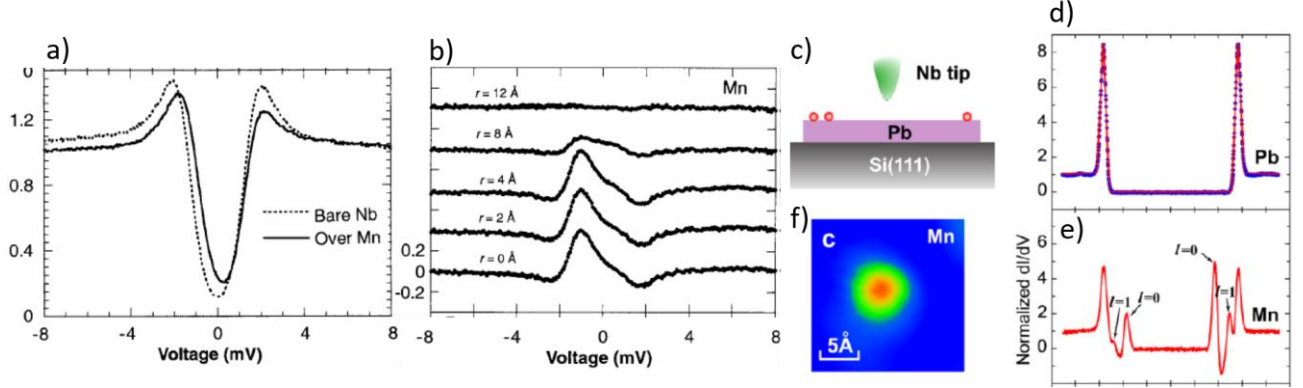 a)
0
1.2
0.8
0.4
0
Bare Nb
Over Mn
-8
-4
0
4
8
Voltage (mV)
b)
Mn
r = 12 Å
r = 8 Å
r = 4 Å
r = 2 Å
r = 0 Å
0.2
0
-0.2
-8
-4
0
4
8
Voltage (mV)
c)
Nb tip
Pb
Si(111)
f)
C
Mn
5Å
d)
8
6
4
2
0
Pb
e)
Normalized dI/dV
6
4
2
0
l=0
l=1
l=1
l=0
Mn